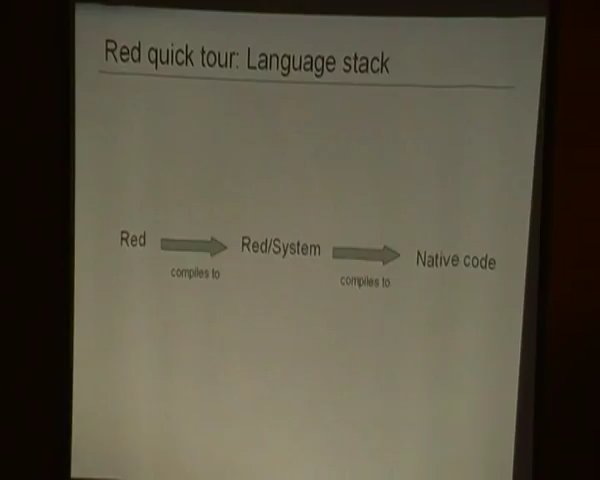 Red quick tour: Language stack
Red
Red/System
Native code
compiles to
compiles to